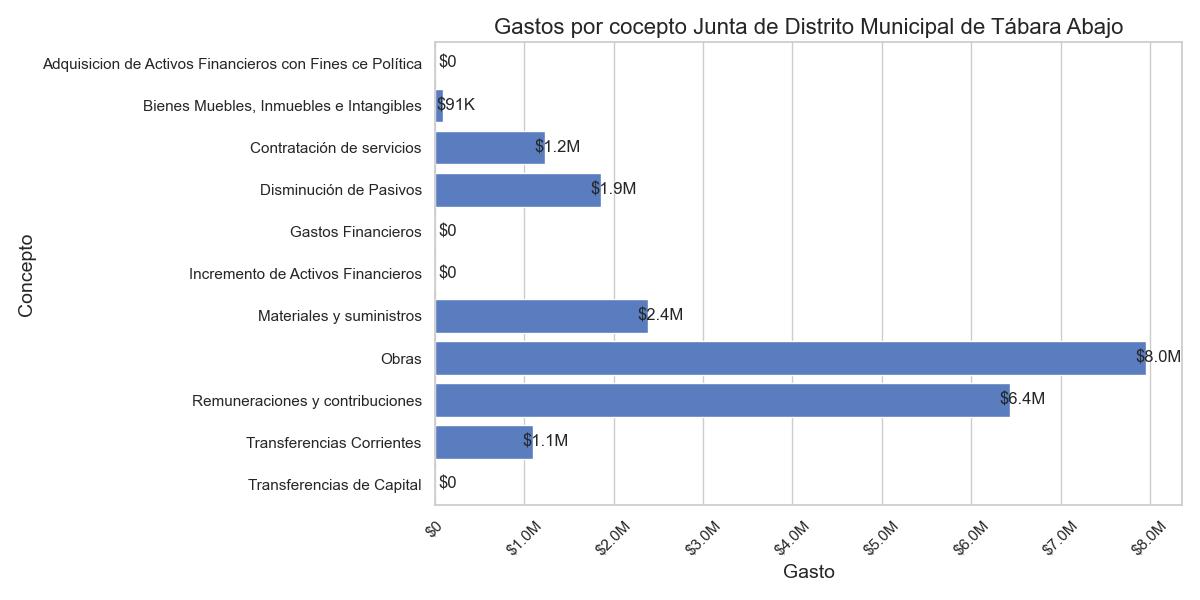 Gastos por cocepto Junta de Distrito Municipal de Tábara Abajo
Concepto
Adquisicion de Activos Financieros con Fines ce Política $0
Bienes Muebles, Inmuebles e Intangibles $91K
Contratación de servicios $1.2M
Disminución de Pasivos $1.9M
Gastos Financieros $0
Incremento de Activos Financieros $0
Materiales y suministros $2.4M
Obras $8.0M
Remuneraciones y contribuciones $6.4M
Transferencias Corrientes $1.1M
Transferencias de Capital $0
$0 $1.0M $2.0M $3.0M $4.0M $5.0M $6.0M $7.0M $8.0M
Gasto